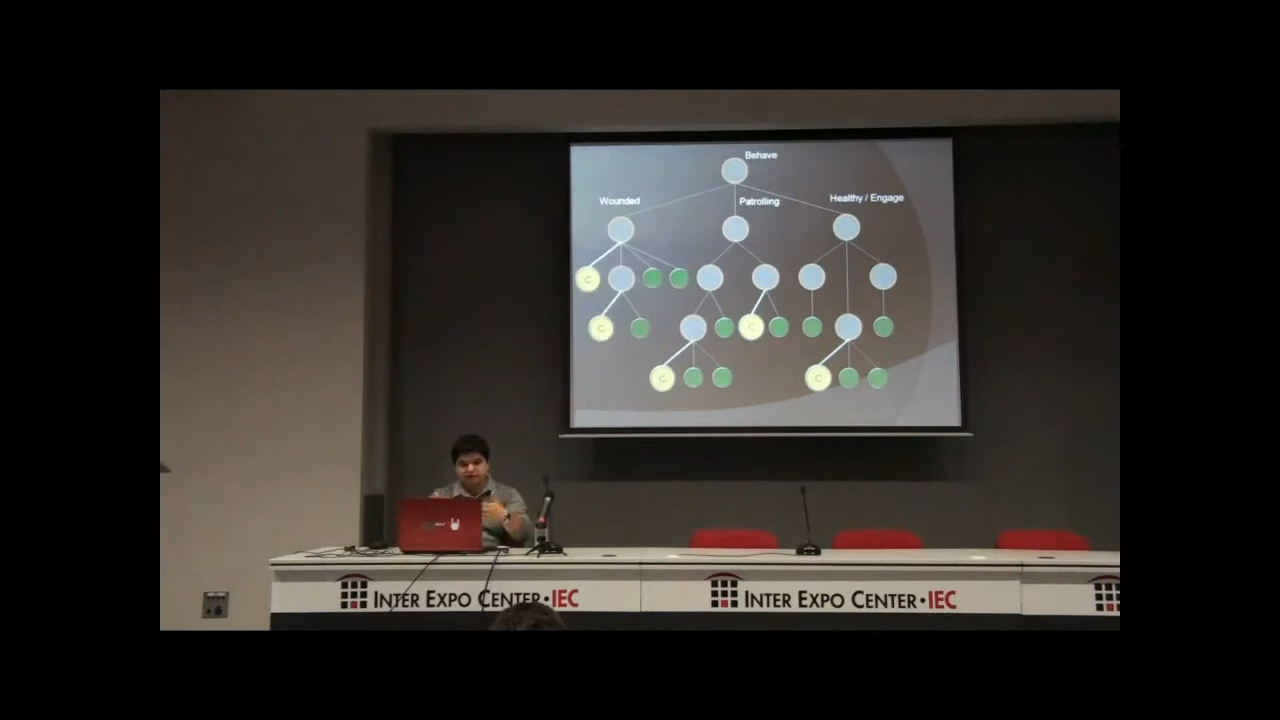 Behave
Wounded
Patrolling
Healthy / Engage
C
C
C
C
C
INTER EXPO CENTER·IEC
INTER EXPO CENTER·IEC